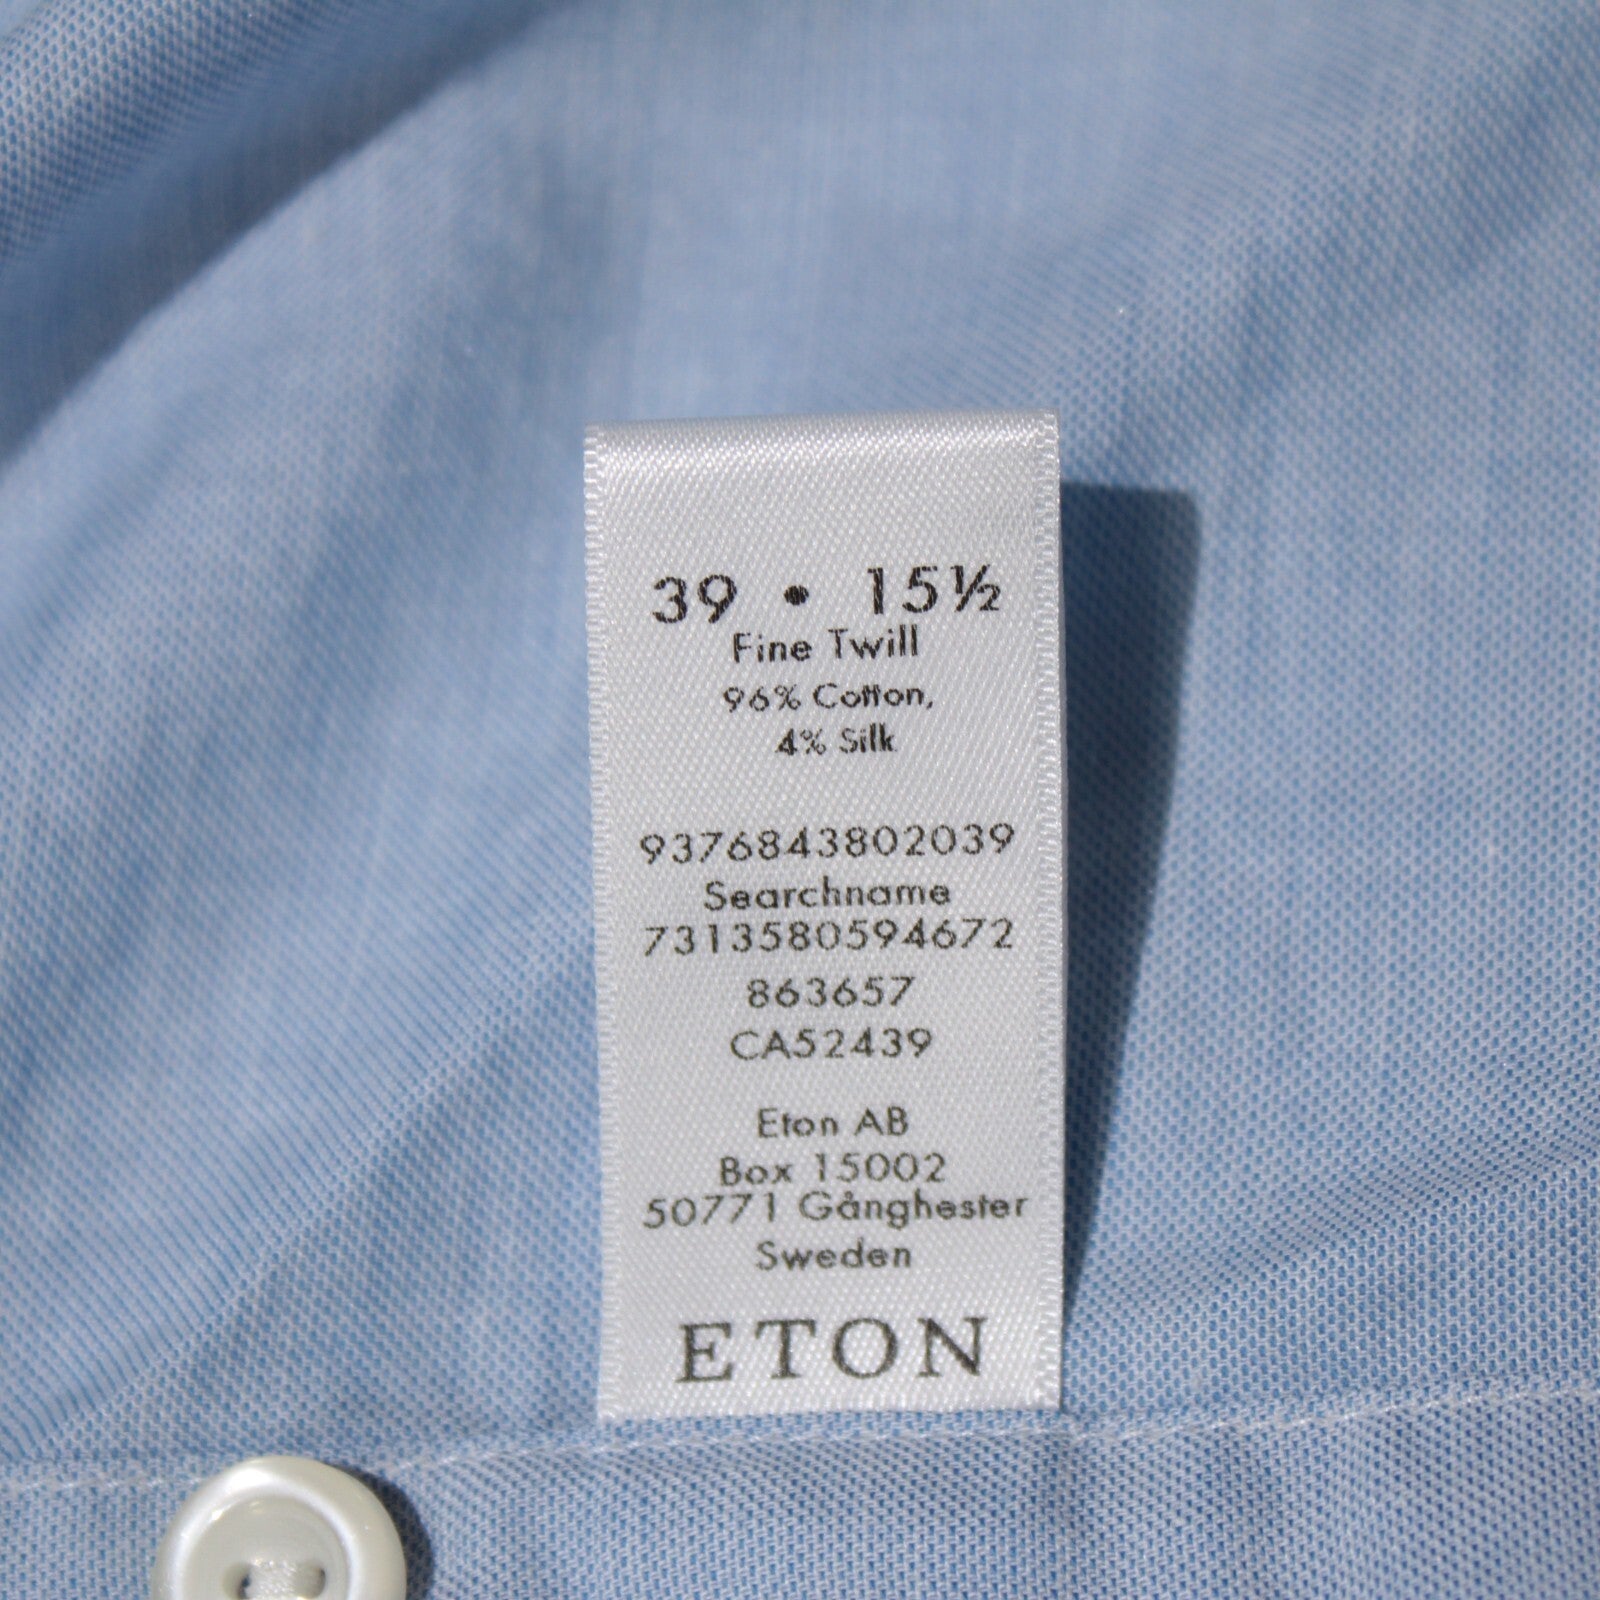 39 • 15½
Fine Twill
96% Cotton,
4% Silk
9376843802039
Searchname
7313580594672
863657
CA52439
Eton AB
Box 15002
50771 Gånghester
Sweden
ETON